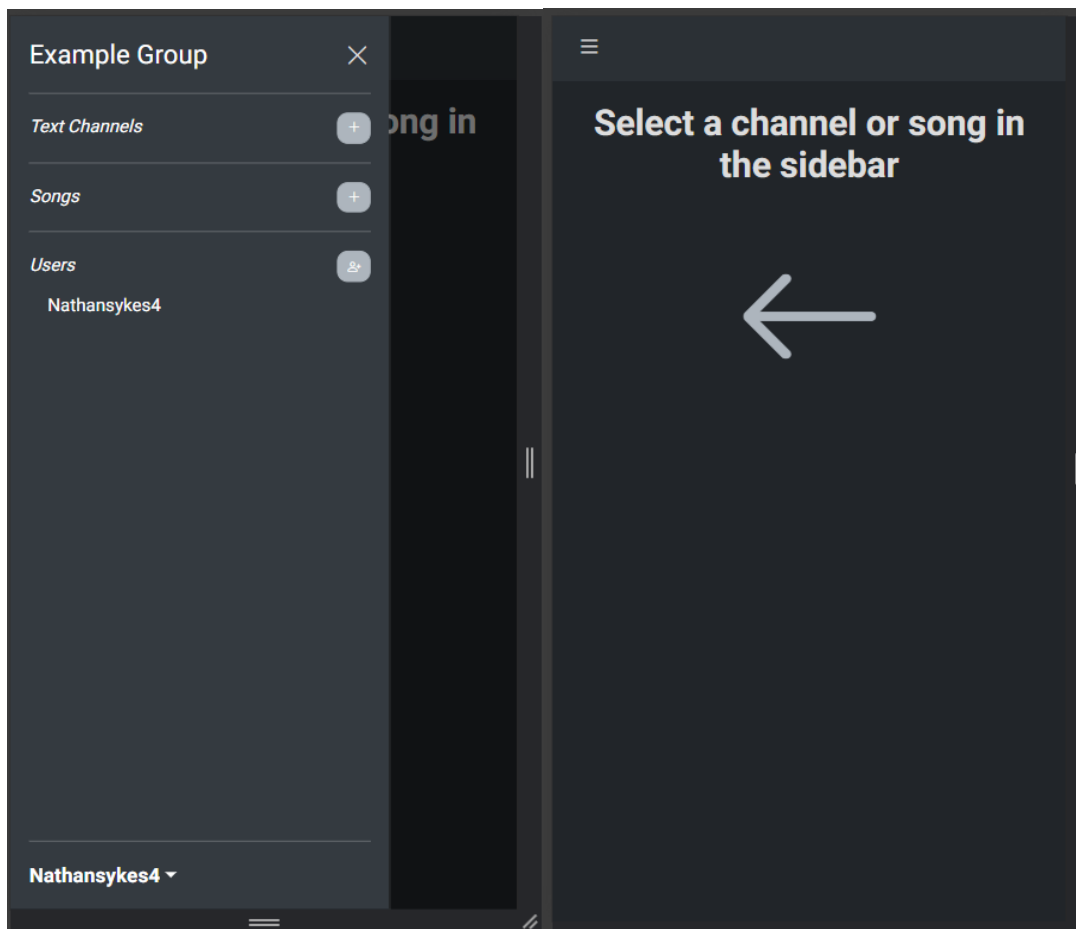 Example Group
Text Channels
Songs
Users
Nathansykes4
Nathansykes4
ong in
Select a channel or song in
the sidebar